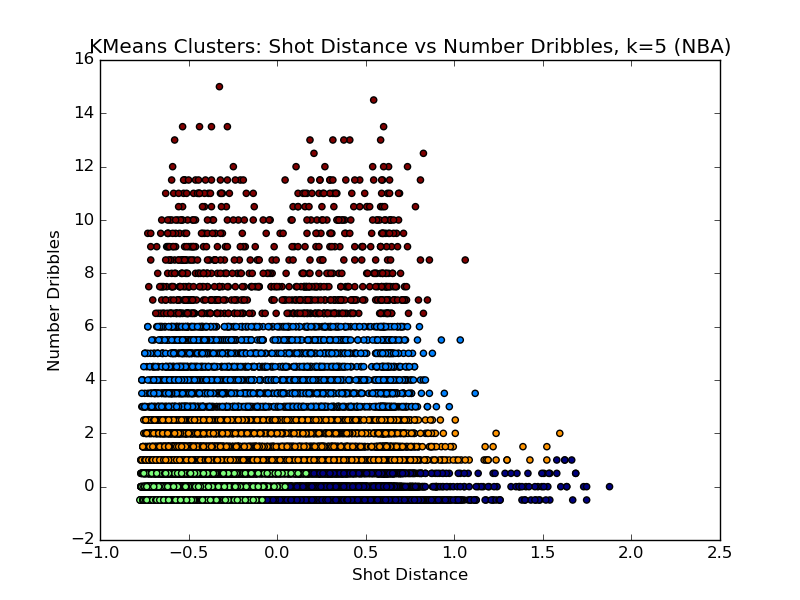 KMeans Clusters: Shot Distance vs Number Dribbles, k=5 (NBA)
16
14
12
10
8
6
4
2
0
−2
Number Dribbles
−1.0 −0.5 0.0 0.5 1.0 1.5 2.0 2.5
Shot Distance